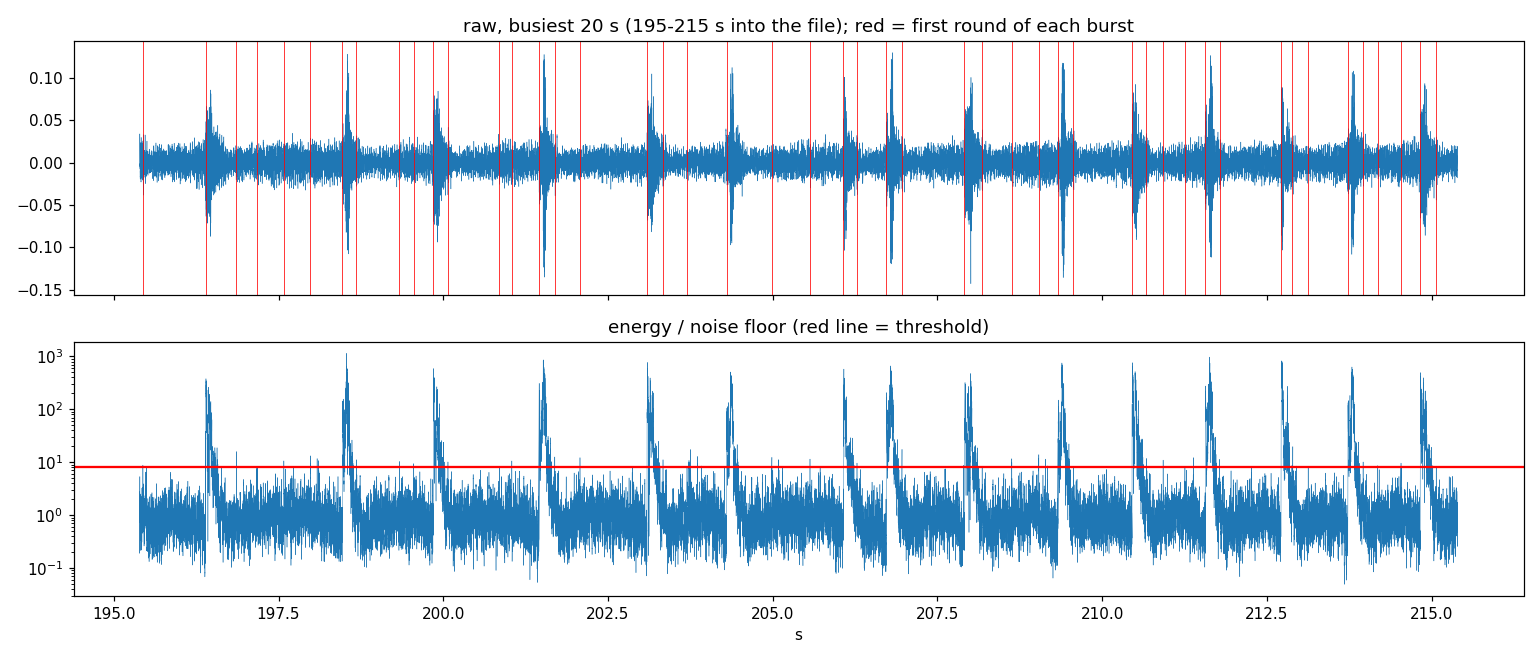 raw, busiest 20 s (195-215 s into the file); red = first round of each burst
0.10
0.05
0.00
−0.05
−0.10
−0.15
energy / noise floor (red line = threshold)
10³
10²
10¹
10⁰
10⁻¹
195.0 197.5 200.0 202.5 205.0 207.5 210.0 212.5 215.0
s